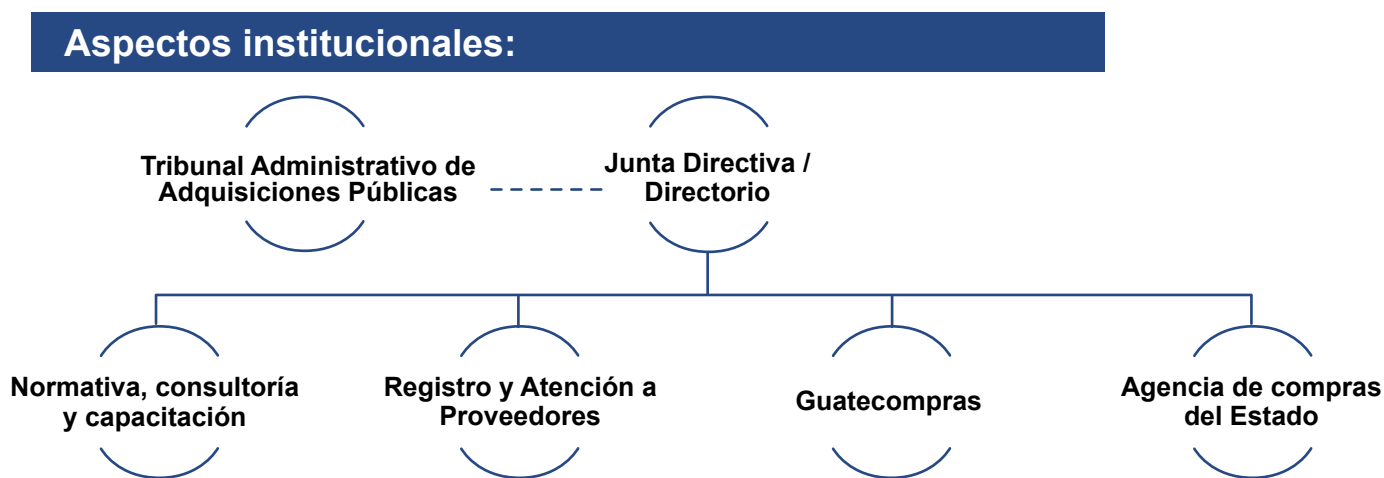 Aspectos institucionales:
Tribunal Administrativo de
Adquisiciones Públicas
Junta Directiva /
Directorio
Normativa, consultoría
y capacitación
Registro y Atención a
Proveedores
Guatecompras
Agencia de compras
del Estado